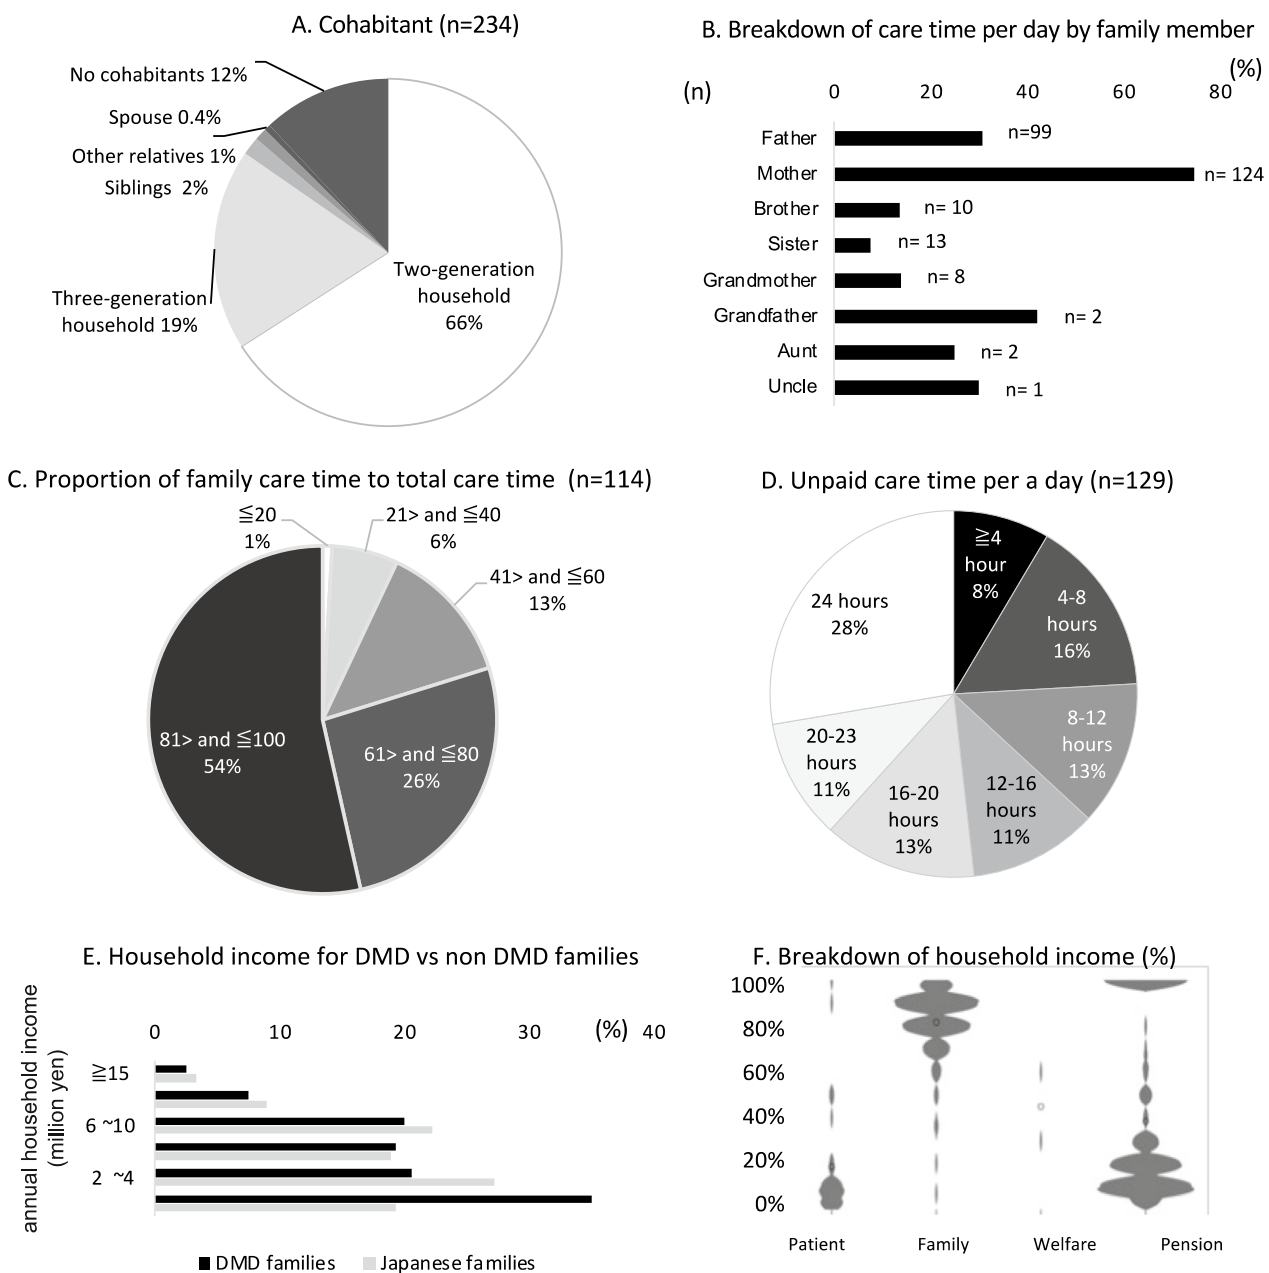 A. Cohabitant (n=234)
No cohabitants 12%
Spouse 0.4%
Other relatives 1%
Siblings 2%
Three-generation
household 19%
Two-generation
household
66%
B. Breakdown of care time per day by family member
(%)
(n) 0 20 40 60 80
Father n=99
Mother n= 124
Brother n= 10
Sister n= 13
Grandmother n= 8
Grandfather n= 2
Aunt n= 2
Uncle n= 1
C. Proportion of family care time to total care time (n=114)
≦20
1%
21> and ≦40
6%
41> and ≦60
13%
61> and ≦80
26%
81> and ≦100
54%
D. Unpaid care time per a day (n=129)
≧4
hour
8%
4-8
hours
16%
8-12
hours
13%
12-16
hours
11%
16-20
hours
13%
20-23
hours
11%
24 hours
28%
E. Household income for DMD vs non DMD families
0 10 20 30 (%) 40
annual household income
(million yen)
≧15
6 ~10
2 ~4
DMD families Japanese families
F. Breakdown of household income (%)
100%
80%
60%
40%
20%
0%
Patient Family Welfare Pension